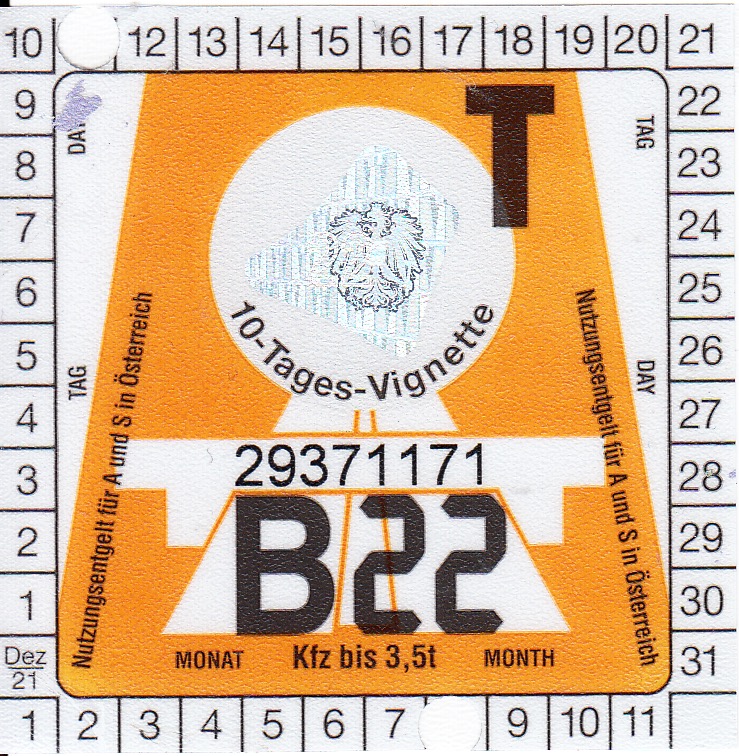 10 12 13 14 15 16 17 18 19 20 21
9 22
8 23
7 24
6 25
5 26
4 27
3 28
2 29
1 30
Dez 21 31
1 2 3 4 5 6 7 9 10 11
TAG
TAG
DAY
T
10-Tages-Vignette
Nutzungsentgelt für A und S in Österreich
Nutzungsentgelt für A und S in Österreich
29371171
B22
MONAT Kfz bis 3,5t MONTH